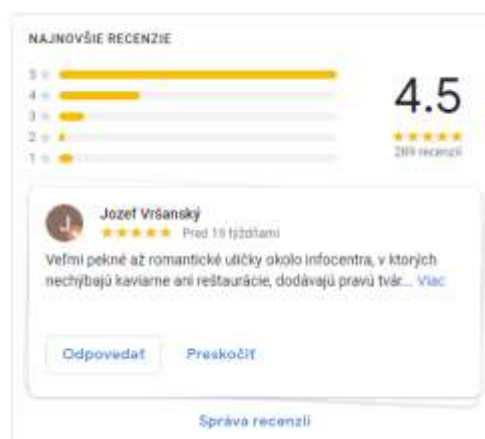 NAJNOVŠIE RECENZIE
5
4
3
2
1
4.5
289 recenzií
J
Jozef Vršanský
Pred 19 týždňami
Veľmi pekné až romantické uličky okolo infocentra, v ktorých
nechýbajú kaviarne ani reštaurácie, dodávajú pravú tvár... Viac
Odpovedať
Preskočiť
Správa recenzií